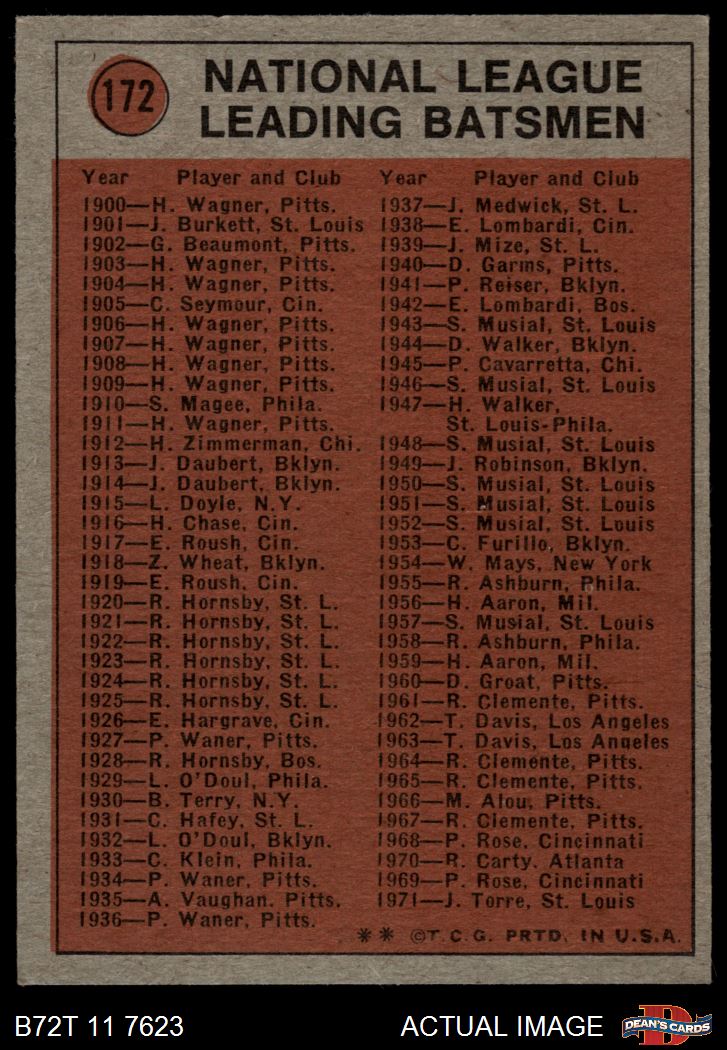 172
NATIONAL LEAGUE
LEADING BATSMEN
Year Player and Club
1900—H. Wagner, Pitts.
1901—J. Burkett, St. Louis
1902—G. Beaumont, Pitts.
1903—H. Wagner, Pitts.
1904—H. Wagner, Pitts.
1905—C. Seymour, Cin.
1906—H. Wagner, Pitts.
1907—H. Wagner, Pitts.
1908—H. Wagner, Pitts.
1909—H. Wagner, Pitts.
1910—S. Magee, Phila.
1911—H. Wagner, Pitts.
1912—H. Zimmerman, Chi.
1913—J. Daubert, Bklyn.
1914—J. Daubert, Bklyn.
1915—L. Doyle, N.Y.
1916—H. Chase, Cin.
1917—E. Roush, Cin.
1918—Z. Wheat, Bklyn.
1919—E. Roush, Cin.
1920—R. Hornsby, St. L.
1921—R. Hornsby, St. L.
1922—R. Hornsby, St. L.
1923—R. Hornsby, St. L.
1924—R. Hornsby, St. L.
1925—R. Hornsby, St. L.
1926—E. Hargrave, Cin.
1927—P. Waner, Pitts.
1928—R. Hornsby, Bos.
1929—L. O'Doul, Phila.
1930—B. Terry, N.Y.
1931—C. Hafey, St. L.
1932—L. O'Doul, Bklyn.
1933—C. Klein, Phila.
1934—P. Waner, Pitts.
1935—A. Vaughan. Pitts.
1936—P. Waner, Pitts.
Year Player and Club
1937—J. Medwick, St. L.
1938—E. Lombardi, Cin.
1939—J. Mize, St. L.
1940—D. Garms, Pitts.
1941—P. Reiser, Bklyn.
1942—E. Lombardi, Bos.
1943—S. Musial, St. Louis
1944—D. Walker, Bklyn.
1945—P. Cavarretta, Chi.
1946—S. Musial, St. Louis
1947—H. Walker,
St. Louis-Phila.
1948—S. Musial, St. Louis
1949—J. Robinson, Bklyn.
1950—S. Musial, St. Louis
1951—S. Musial, St. Louis
1952—S. Musial, St. Louis
1953—C. Furillo, Bklyn.
1954—W. Mays, New York
1955—R. Ashburn, Phila.
1956—H. Aaron, Mil.
1957—S. Musial, St. Louis
1958—R. Ashburn, Phila.
1959—H. Aaron, Mil.
1960—D. Groat, Pitts.
1961—R. Clemente, Pitts.
1962—T. Davis, Los Angeles
1963—T. Davis, Los Angeles
1964—R. Clemente, Pitts.
1965—R. Clemente, Pitts.
1966—M. Alou, Pitts.
1967—R. Clemente, Pitts.
1968—P. Rose, Cincinnati
1970—R. Carty, Atlanta
1969—P. Rose, Cincinnati
1971—J. Torre, St. Louis
** ©T.C.G. PRTD. IN U.S.A.
B72T 11 7623
ACTUAL IMAGE
D
DEAN'S CARDS